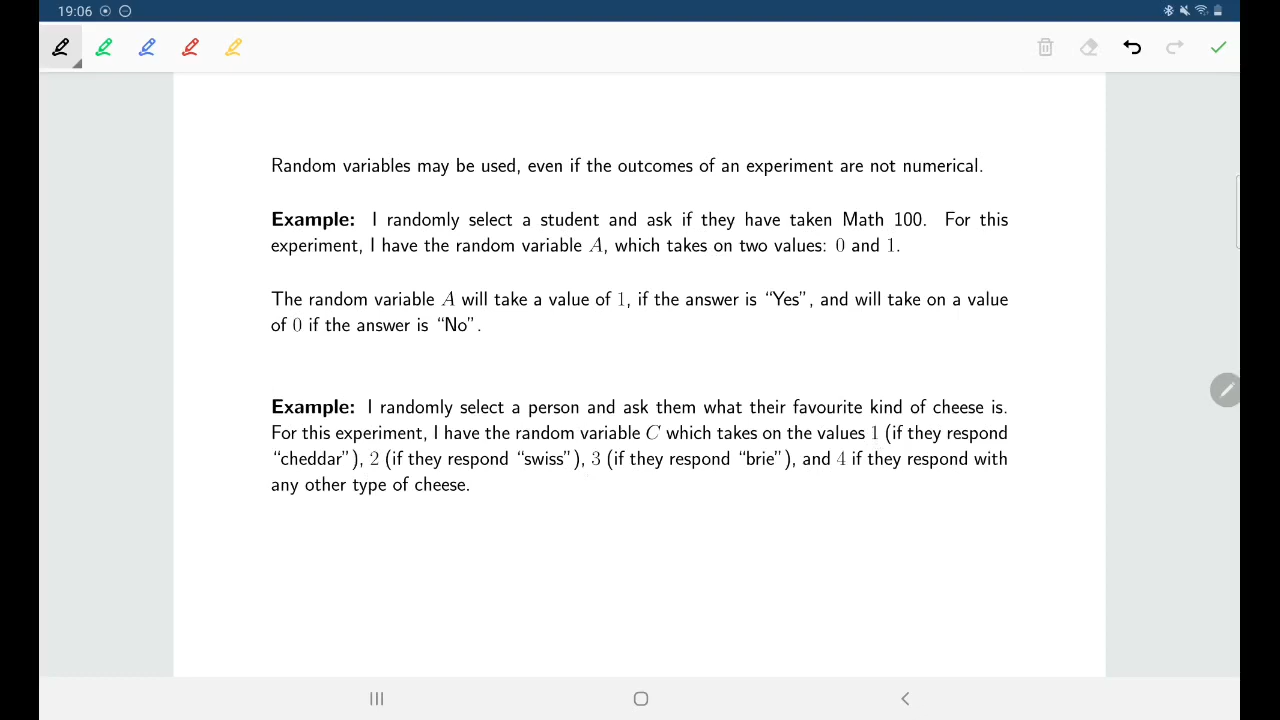 19:06
Random variables may be used, even if the outcomes of an experiment are not numerical.
Example: I randomly select a student and ask if they have taken Math 100. For this
experiment, I have the random variable A, which takes on two values: 0 and 1.
The random variable A will take a value of 1, if the answer is “Yes”, and will take on a value
of 0 if the answer is “No”.
Example: I randomly select a person and ask them what their favourite kind of cheese is.
For this experiment, I have the random variable C which takes on the values 1 (if they respond
“cheddar”), 2 (if they respond “swiss”), 3 (if they respond “brie”), and 4 if they respond with
any other type of cheese.